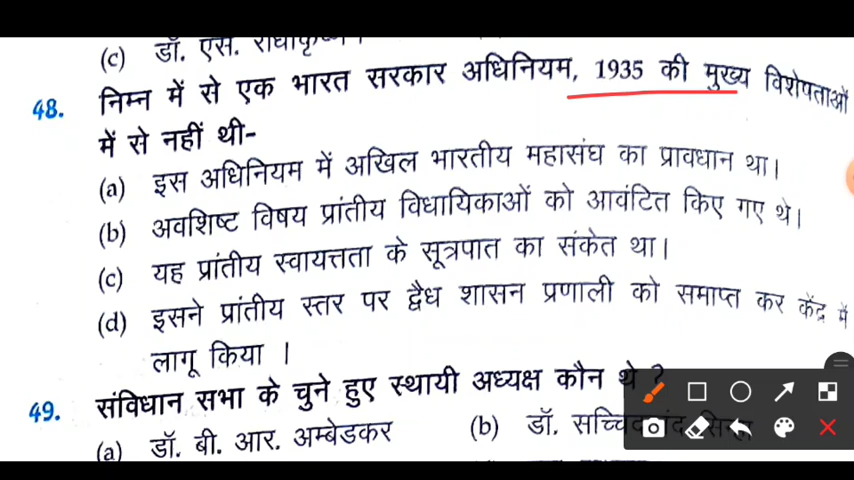 (c) डॉ. एस. राधाकृष्णन
48. निम्न में से एक भारत सरकार अधिनियम, 1935 की मुख्य विशेषताओं
में से नहीं थी-
(a) इस अधिनियम में अखिल भारतीय महासंघ का प्रावधान था।
(b) अवशिष्ट विषय प्रांतीय विधायिकाओं को आवंटित किए गए थे।
(c) यह प्रांतीय स्वायत्तता के सूत्रपात का संकेत था।
(d) इसने प्रांतीय स्तर पर द्वैध शासन प्रणाली को समाप्त कर केंद्र में
लागू किया ।
49. संविधान सभा के चुने हुए स्थायी अध्यक्ष कौन थे ?
(a) डॉ. बी. आर. अम्बेडकर (b) डॉ. सच्चिदानंद सिन्हा